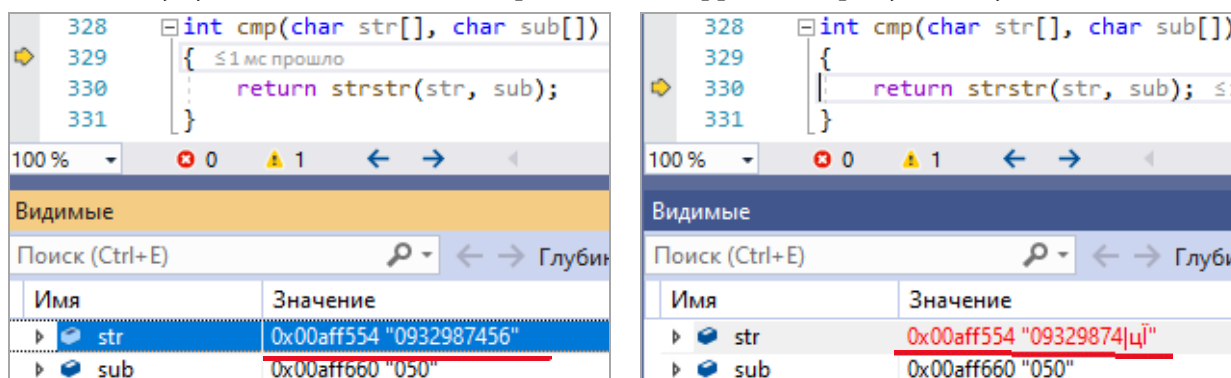 328 int cmp(char str[], char sub[])
329 { ≤1 мс прошло
330 return strstr(str, sub);
331 }
100 % 0 1
Видимые
Поиск (Ctrl+E) Глубин
Имя Значение
str 0x00aff554 "0932987456"
sub 0x00aff660 "050"
328 int cmp(char str[], char sub[])
329 {
330 return strstr(str, sub); ≤
331 }
100 % 0 1
Видимые
Поиск (Ctrl+E) Глуби
Имя Значение
str 0x00aff554 "09329874|цЇ"
sub 0x00aff660 "050"